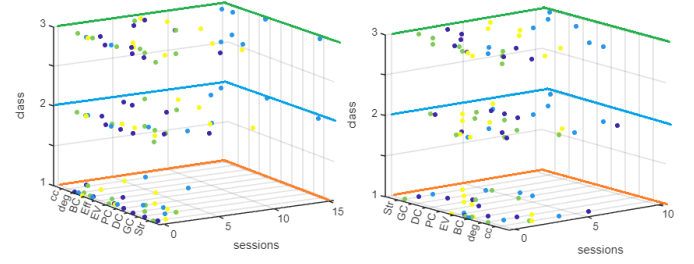 3
2
1
class
cc
deg
BC
Eff
EV
PC
DC
GC
Str
0
5
10
15
sessions
3
2
1
class
Str
GC
DC
PC
EV
BC
deg
cc
0
5
10
sessions